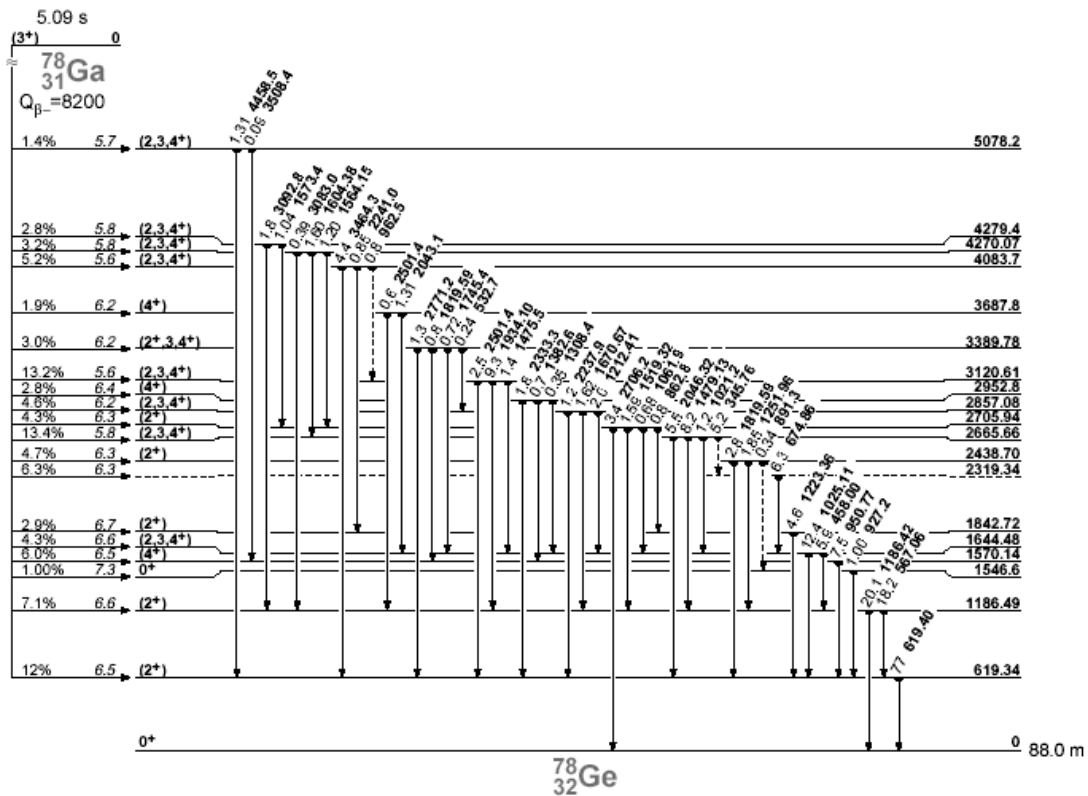 5.09 s
(3+) 0
≈
78
31Ga
Qβ−=8200
1.31 4458.5
0.09 3508.4
1.4% 5.7 (2,3,4+) 5078.2
1.8 3092.8
1.04 1573.4
0.39 3083.0
1.60 1604.38
1.20 1564.15
4.4 3464.3
0.85 2241.0
0.8 962.5
2.8% 5.8 (2,3,4+) 4279.4
3.2% 5.8 (2,3,4+) 4270.07
5.2% 5.6 (2,3,4+) 4083.7
0.6 2501.4
1.31 2043.1
1.9% 6.2 (4+) 3687.8
1.3 2771.2
0.8 1819.59
0.72 1745.4
0.24 532.7
3.0% 6.2 (2+,3,4+) 3389.78
2.5 2501.4
9.3 1934.10
1.4 1475.5
13.2% 5.6 (2,3,4+) 3120.61
1.8 2333.3
0.7 1382.6
0.35 1308.4
2.8% 6.4 (4+) 2952.8
1.2 2237.9
1.62 1670.67
2.0 1212.41
4.6% 6.2 (2,3,4+) 2857.08
3.4 2706.2
1.59 1519.32
0.68 1061.9
0.8 862.8
4.3% 6.3 (2+) 2705.94
5.5 2046.32
8.2 1479.13
1.2 1021.2
5.2 345.16
13.4% 5.8 (2,3,4+) 2665.66
2.8 1819.59
1.85 1251.96
0.34 891.3
4.7% 6.3 (2+) 2438.70
6.3 674.86
6.3% 6.3 2319.34
4.6 1223.36
2.9% 6.7 (2+) 1842.72
12.4 1025.11
5.9 458.00
4.3% 6.6 (2,3,4+) 1644.48
7.5 950.77
6.0% 6.5 (4+) 1570.14
1.00 927.2
1.00% 7.3 0+ 1546.6
20.1 1186.42
18.2 567.06
7.1% 6.6 (2+) 1186.49
77 619.40
12% 6.5 (2+) 619.34
0+ 0 88.0 m
78
32Ge